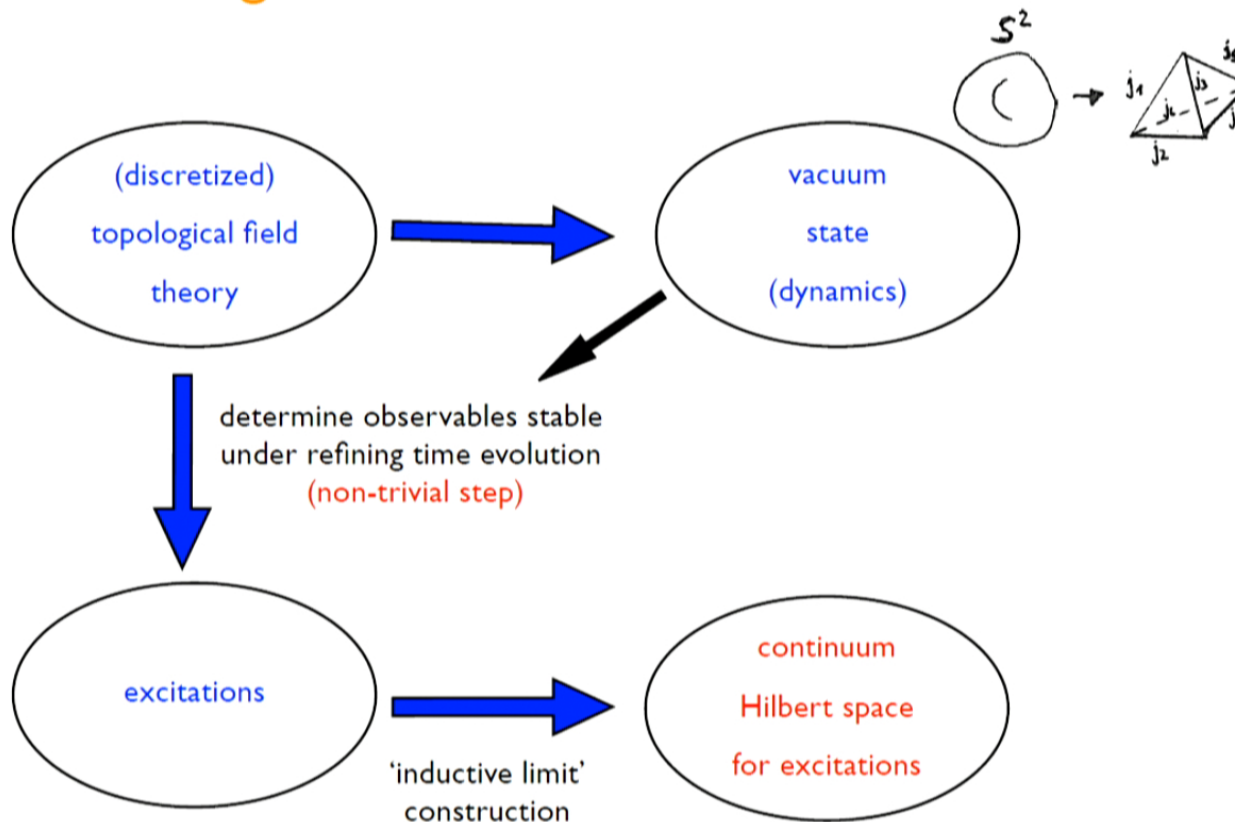 S²
j₁
j₃
j₂
(discretized)
topological field
theory
vacuum
state
(dynamics)
determine observables stable
under refining time evolution
(non-trivial step)
excitations
'inductive limit'
construction
continuum
Hilbert space
for excitations